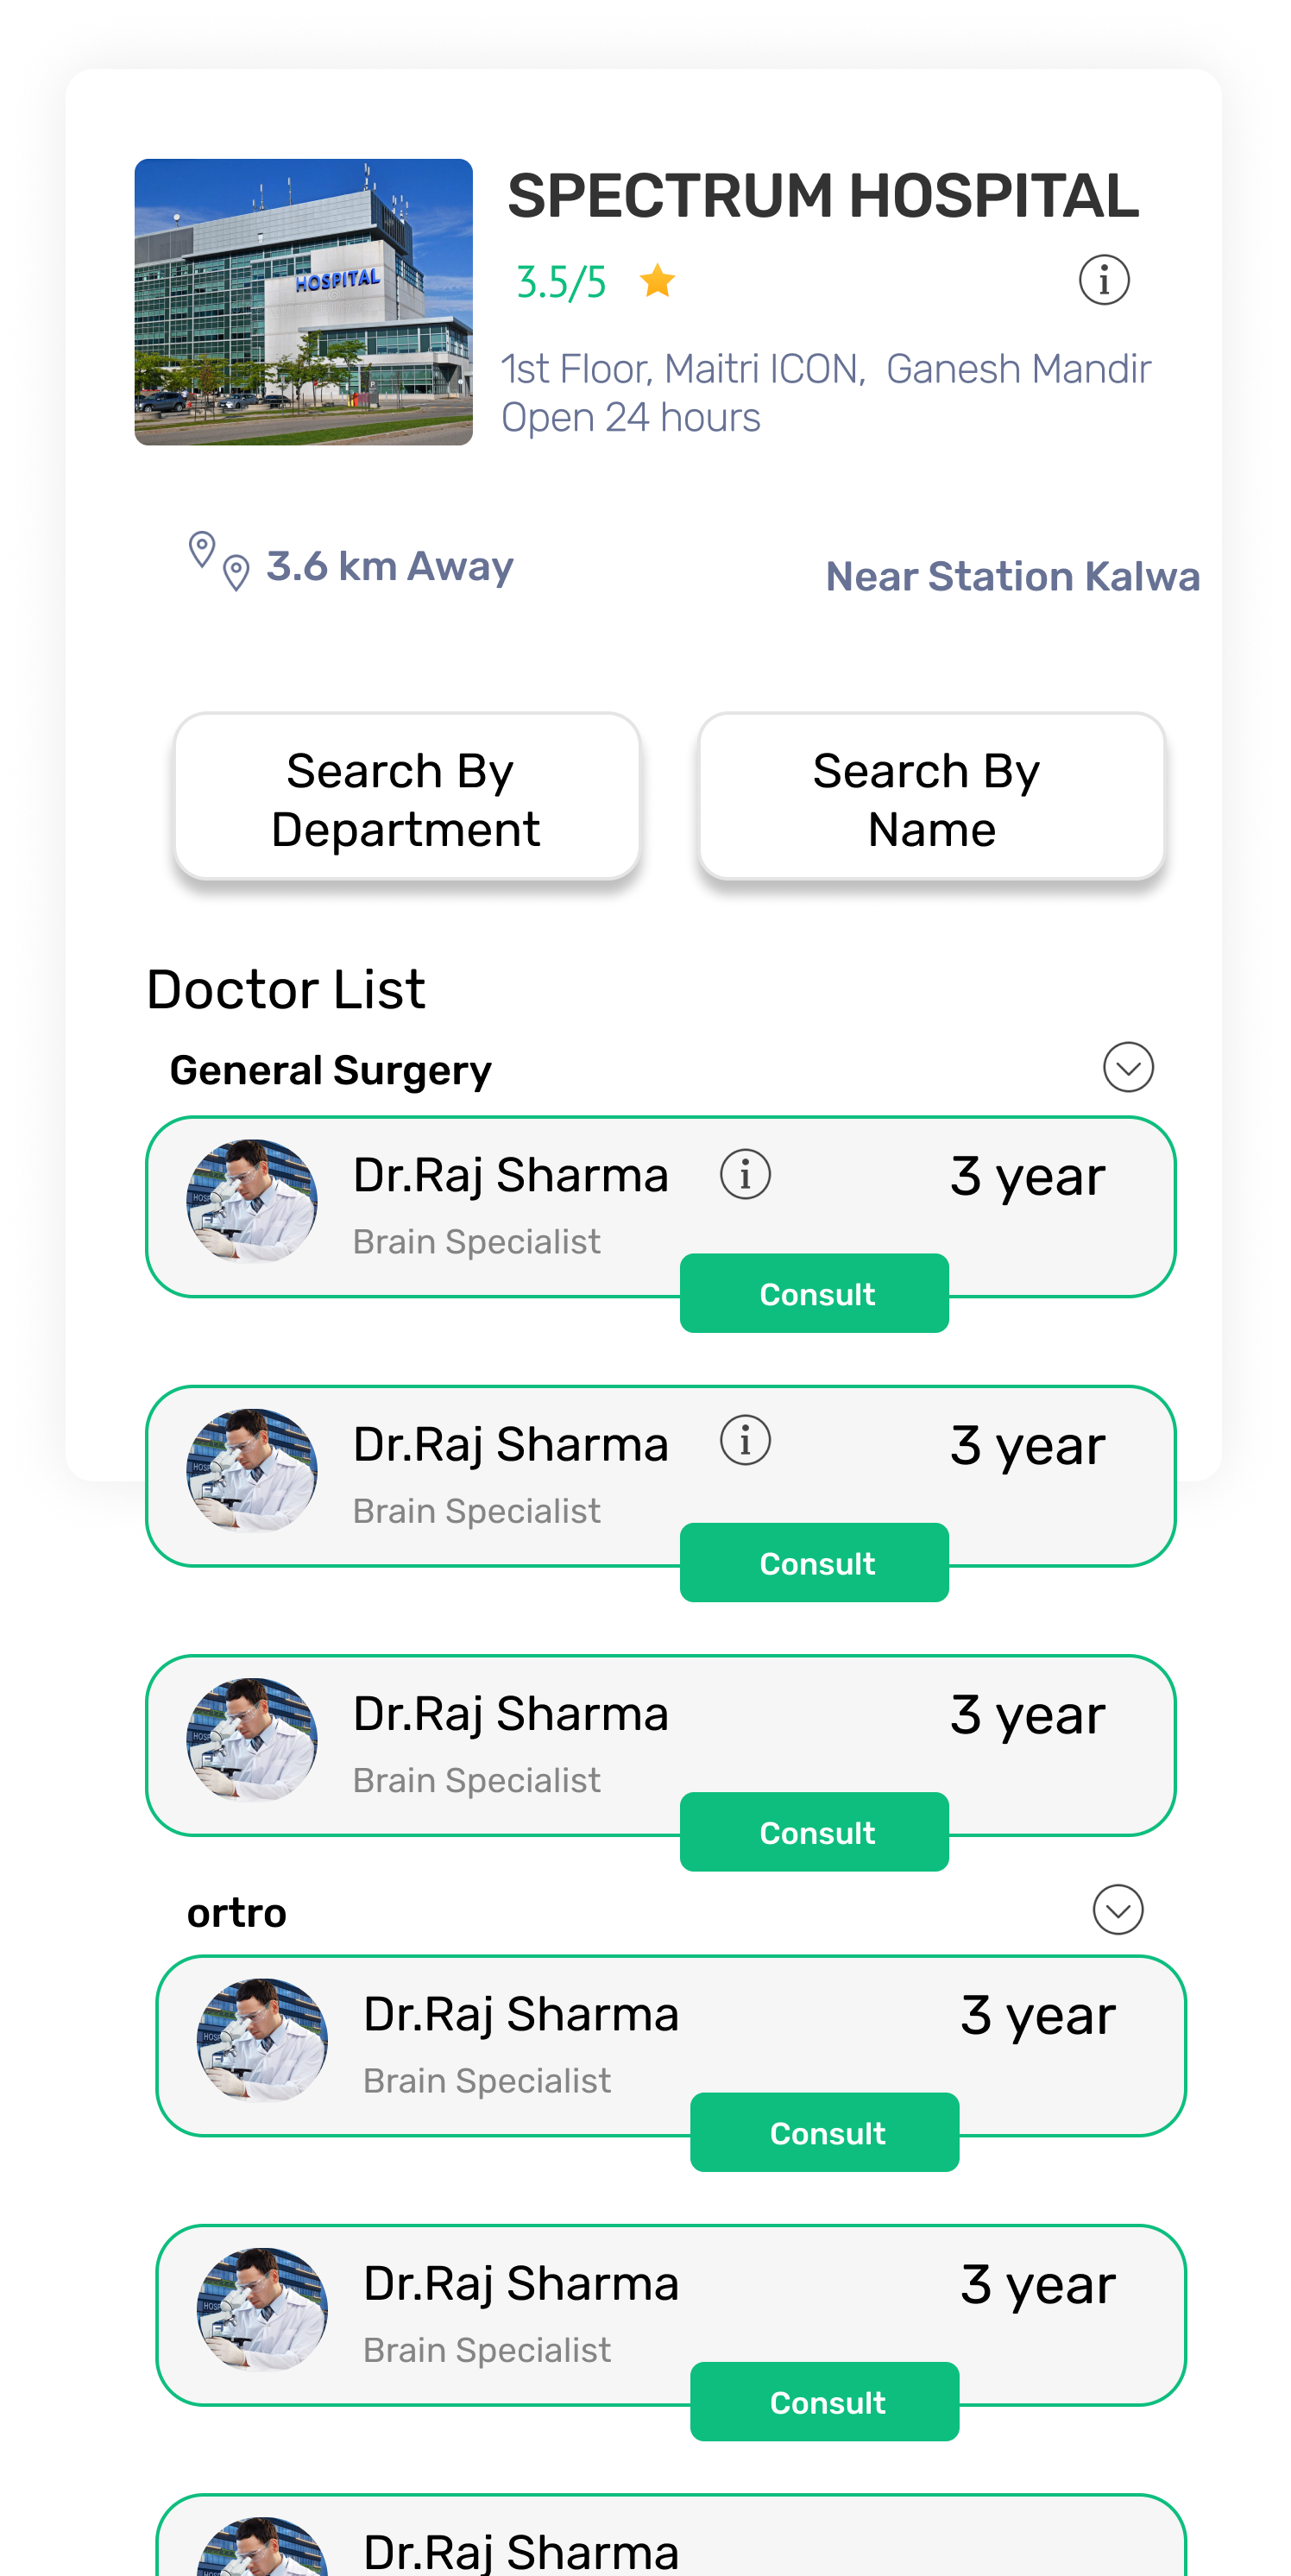 HOSPITAL
SPECTRUM HOSPITAL
3.5/5
1st Floor, Maitri ICON, Ganesh Mandir
Open 24 hours
3.6 km Away
Near Station Kalwa
Search By
Department
Search By
Name
Doctor List
General Surgery
Dr.Raj Sharma
3 year
Brain Specialist
Consult
Dr.Raj Sharma
3 year
Brain Specialist
Consult
Dr.Raj Sharma
3 year
Brain Specialist
Consult
ortro
Dr.Raj Sharma
3 year
Brain Specialist
Consult
Dr.Raj Sharma
3 year
Brain Specialist
Consult
Dr.Raj Sharma